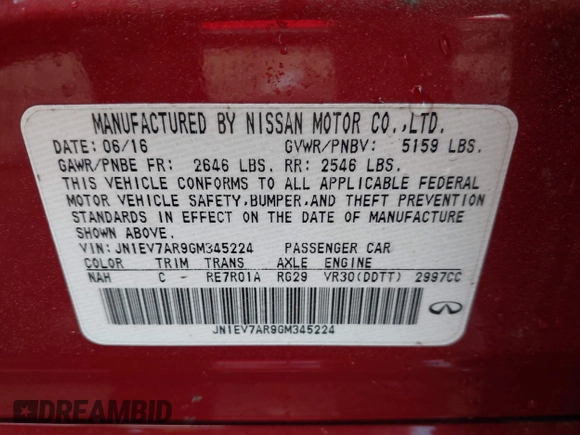 MANUFACTURED BY NISSAN MOTOR CO.,LTD.
DATE: 06/16 GVWR/PNBV: 5159 LBS.
GAWR/PNBE FR: 2646 LBS. RR: 2546 LBS.
THIS VEHICLE CONFORMS TO ALL APPLICABLE FEDERAL
MOTOR VEHICLE SAFETY,BUMPER,AND THEFT PREVENTION
STANDARDS IN EFFECT ON THE DATE OF MANUFACTURE
SHOWN ABOVE.
VIN: JN1EV7AR9GM345224 PASSENGER CAR
COLOR TRIM TRANS AXLE ENGINE
NAH C - RE7R01A RG29 VR30(DDTT) 2997CC
JN1EV7AR9GM345224
DREAMBID